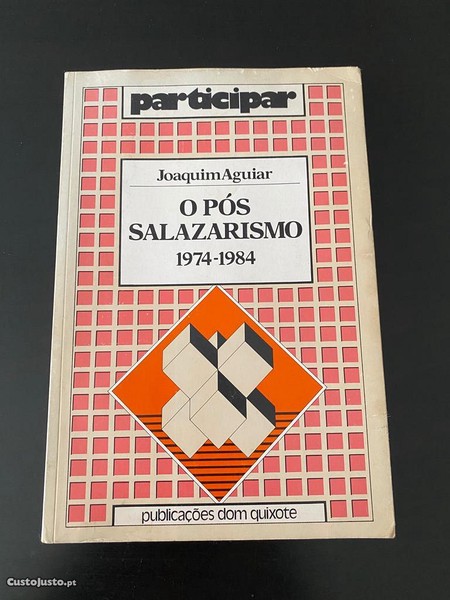 participar
Joaquim Aguiar
O PÓS
SALAZARISMO
1974-1984
publicações dom quixote
CustoJusto.pt